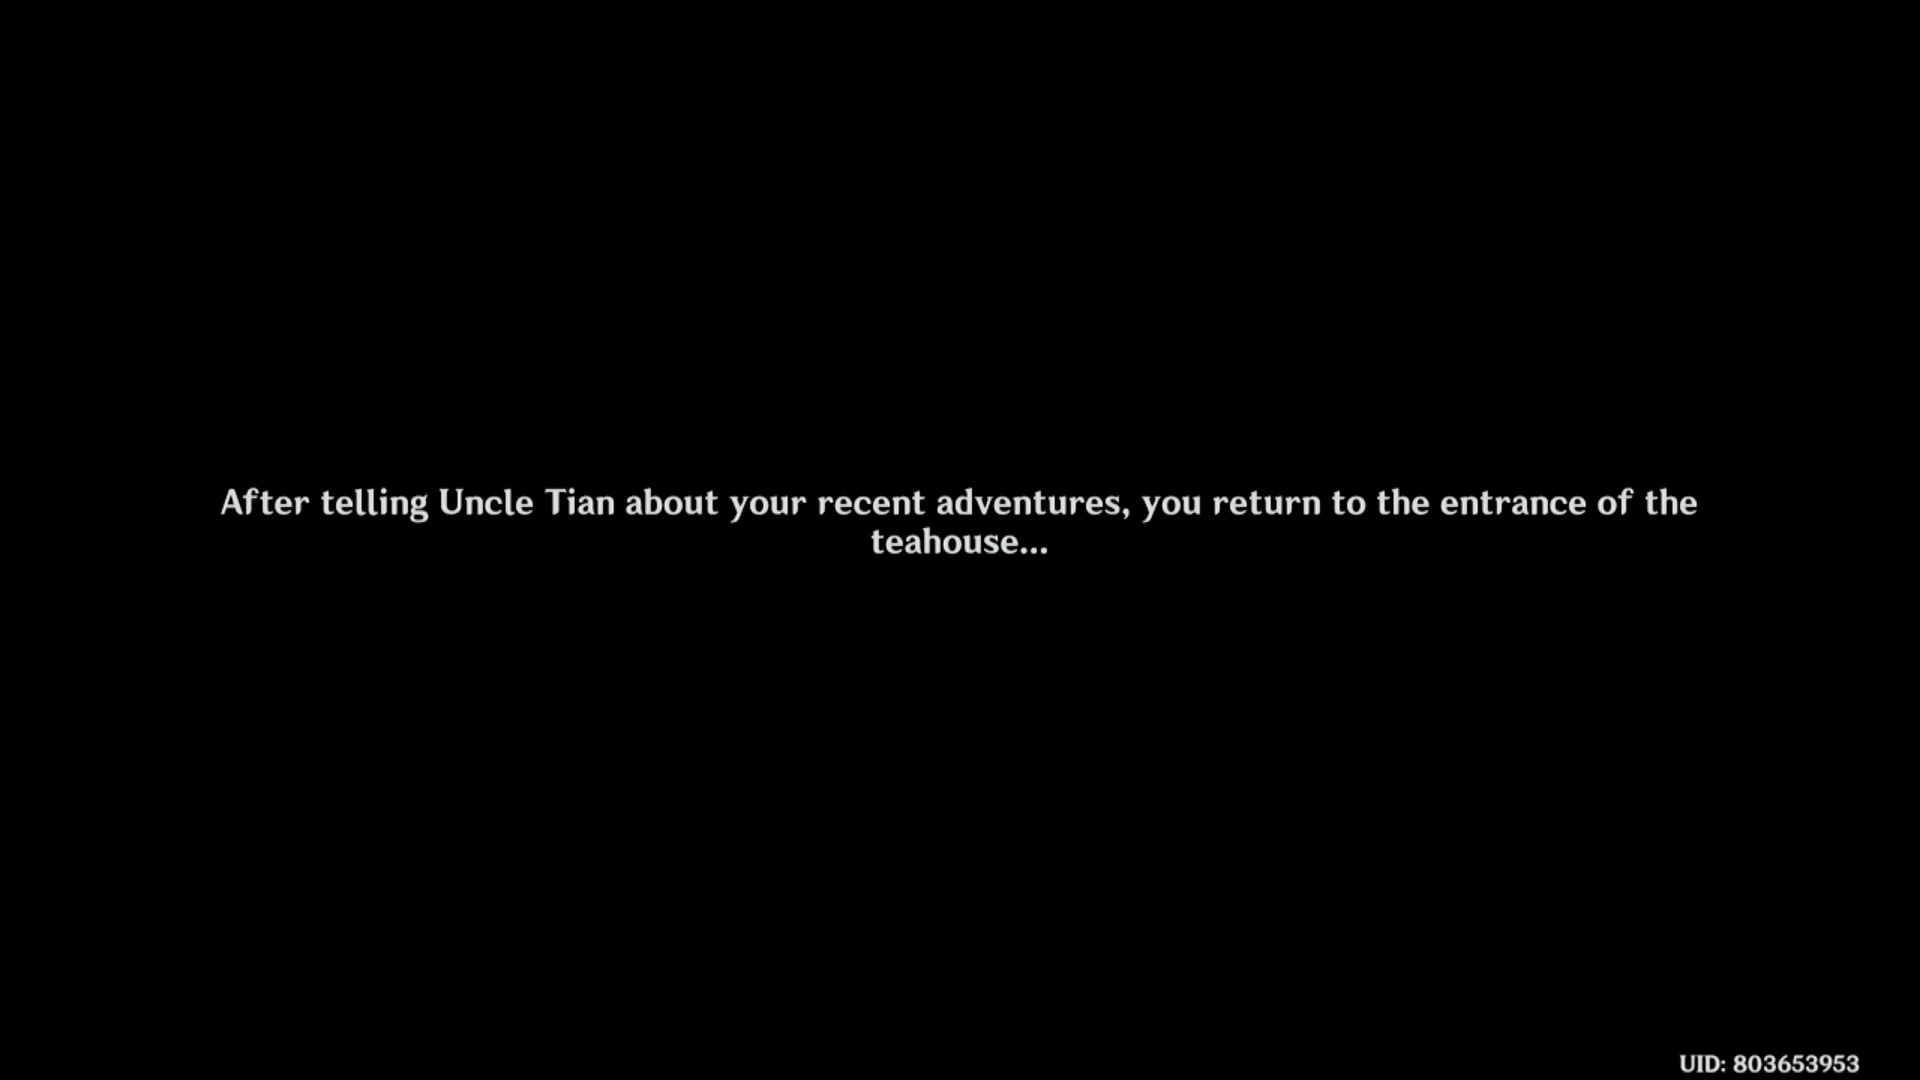 After telling Uncle Tian about your recent adventures, you return to the entrance of the
teahouse...
UID: 803653953